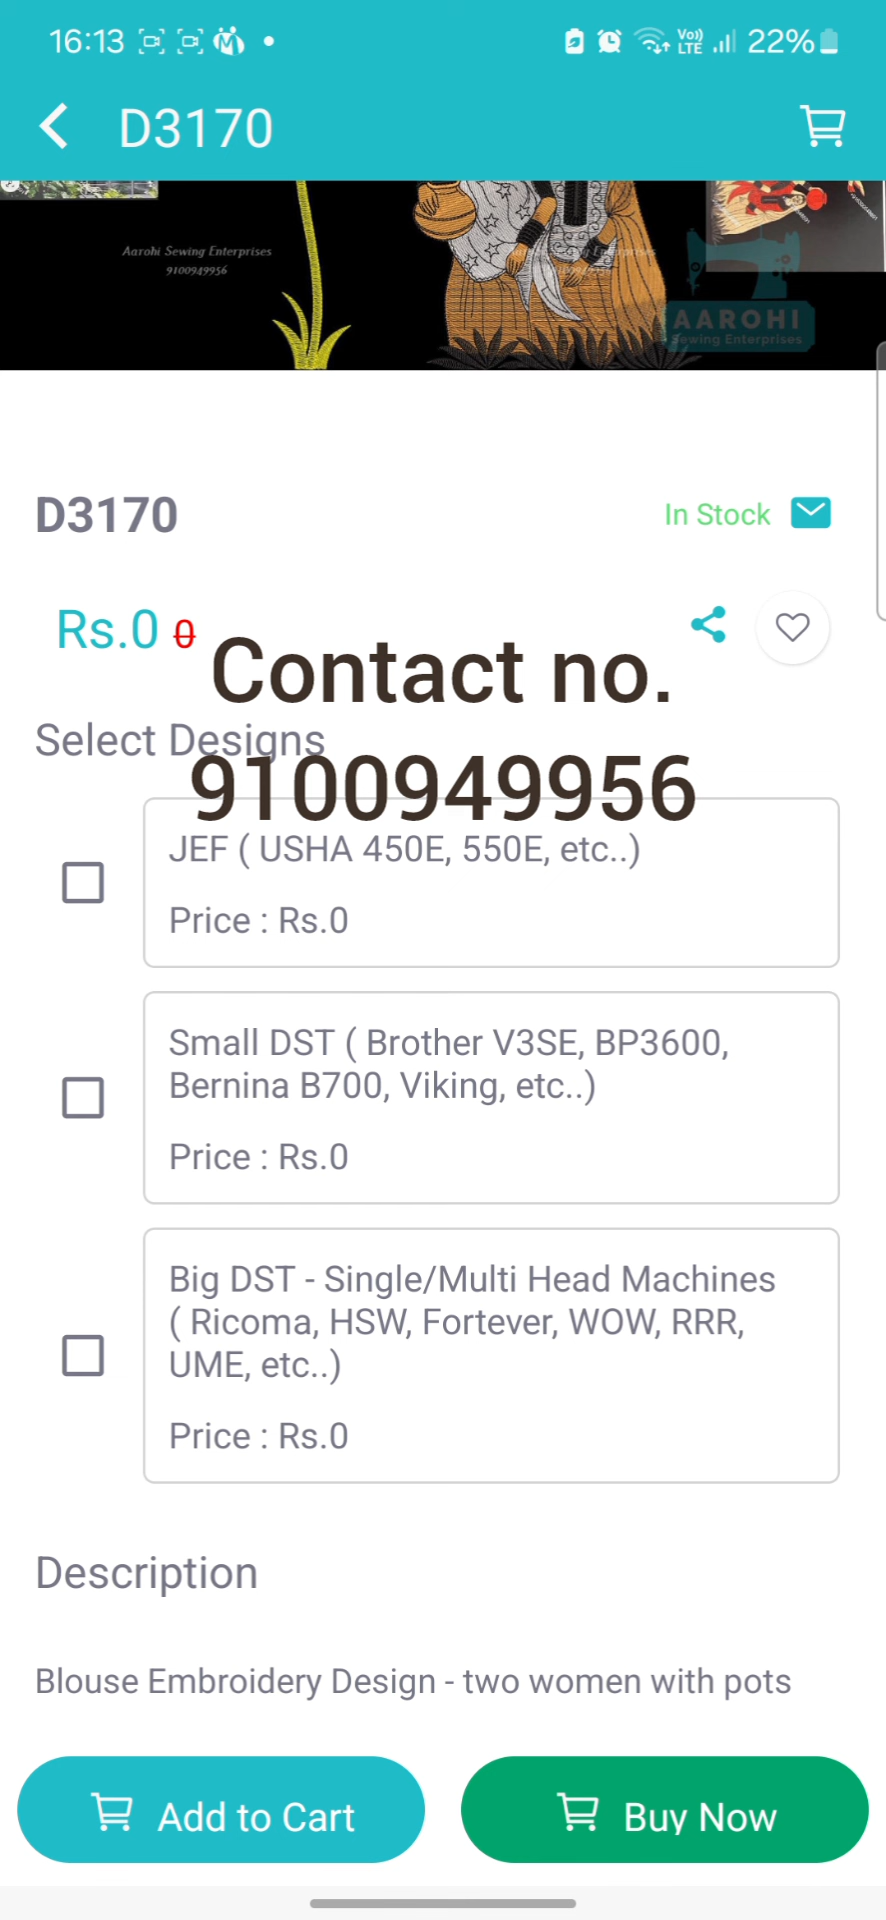 16:13 VoLTE 22%
D3170
Aarohi Sewing Enterprises
9100949956
AAROHI
Sewing Enterprises
D3170
In Stock
Rs.0 0
Contact no.
9100949956
Select Designs
JEF ( USHA 450E, 550E, etc..)
Price : Rs.0
Small DST ( Brother V3SE, BP3600,
Bernina B700, Viking, etc..)
Price : Rs.0
Big DST - Single/Multi Head Machines
( Ricoma, HSW, Fortever, WOW, RRR,
UME, etc..)
Price : Rs.0
Description
Blouse Embroidery Design - two women with pots
Add to Cart
Buy Now